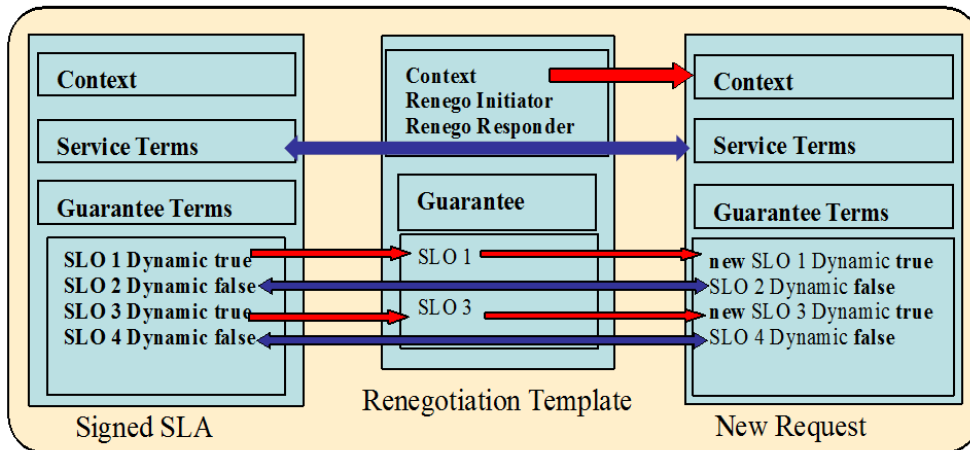 Context
Service Terms
Guarantee Terms
SLO 1 Dynamic true
SLO 2 Dynamic false
SLO 3 Dynamic true
SLO 4 Dynamic false
Signed SLA
Context
Renego Initiator
Renego Responder
Guarantee
SLO 1
SLO 3
Renegotiation Template
Context
Service Terms
Guarantee Terms
new SLO 1 Dynamic true
SLO 2 Dynamic false
new SLO 3 Dynamic true
SLO 4 Dynamic false
New Request